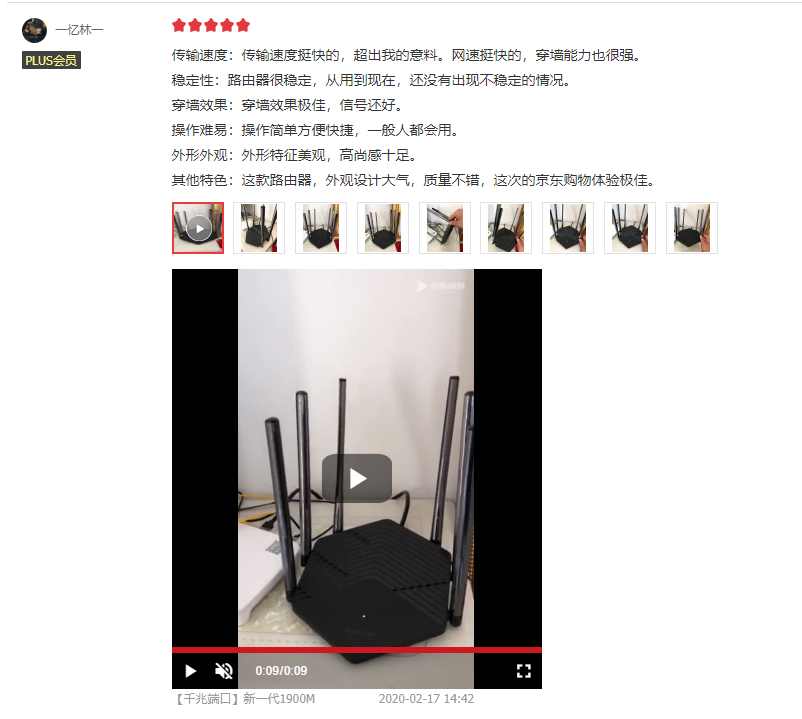 一忆林一
PLUS会员
传输速度：传输速度挺快的，超出我的意料。网速挺快的，穿墙能力也很强。
稳定性：路由器很稳定，从用到现在，还没有出现不稳定的情况。
穿墙效果：穿墙效果极佳，信号还好。
操作难易：操作简单方便快捷，一般人都会用。
外形外观：外形特征美观，高尚感十足。
其他特色：这款路由器，外观设计大气，质量不错，这次的京东购物体验极佳。
0:09/0:09
【千兆端口】新一代1900M
2020-02-17 14:42